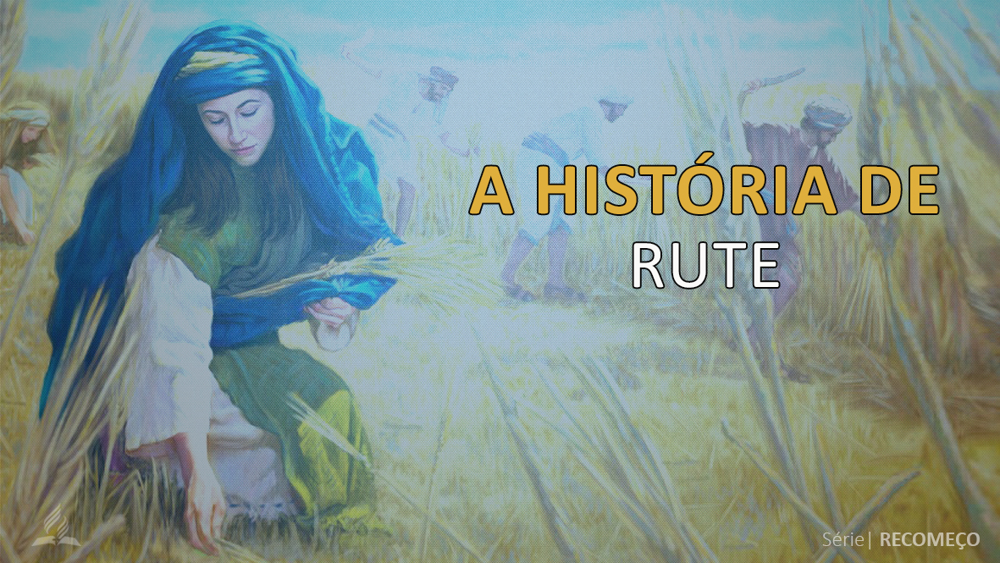 A HISTÓRIA DE
RUTE
Série| RECOMEÇO